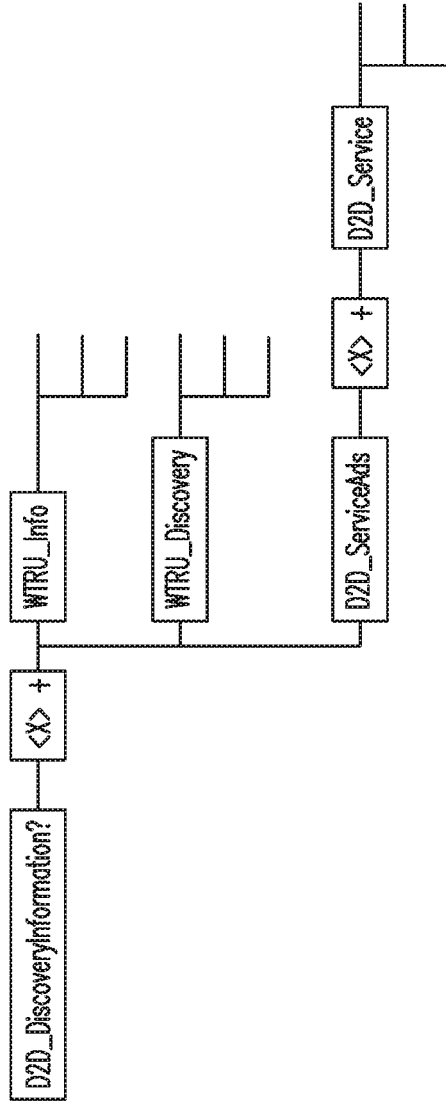 D2D_DiscoveryInformation?
<X> +
WTRU_Info
WTRU_Discovery
D2D_ServiceAds
<X> +
D2D_Service